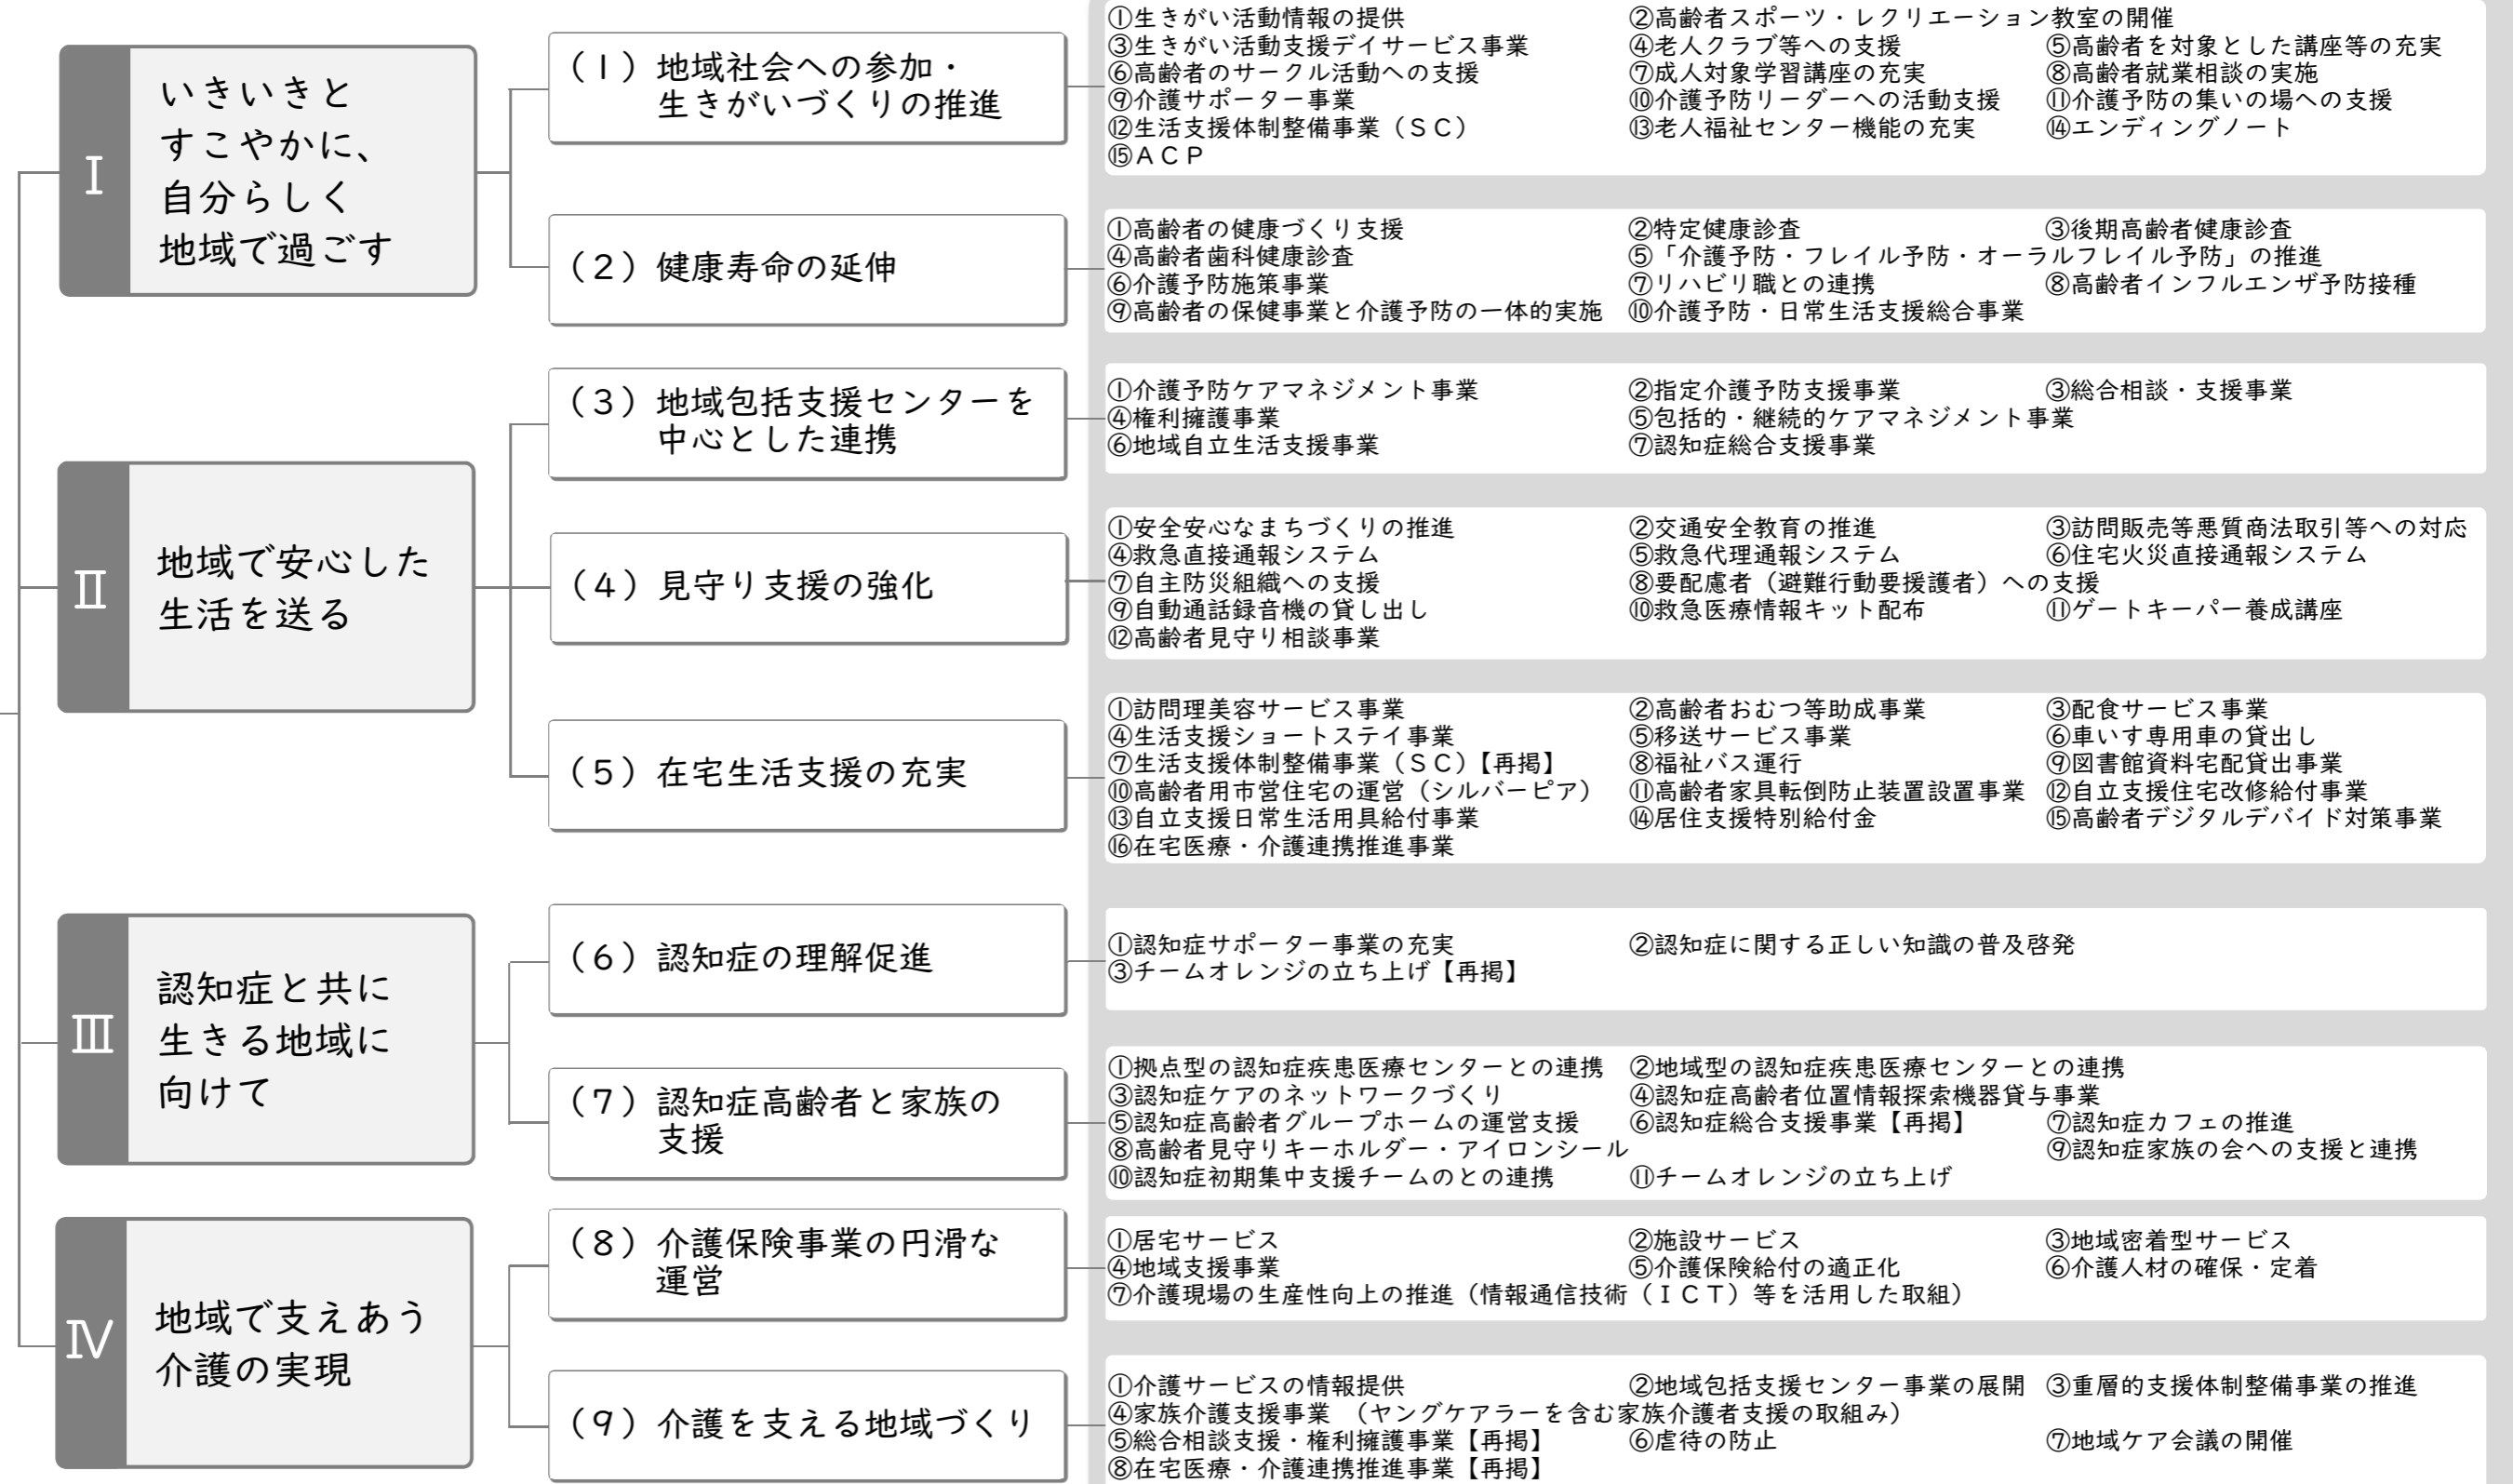 Ⅰ
いきいきと
すこやかに、
自分らしく
地域で過ごす
（１）地域社会への参加・
生きがいづくりの推進
①生きがい活動情報の提供 ②高齢者スポーツ・レクリエーション教室の開催
③生きがい活動支援デイサービス事業 ④老人クラブ等への支援 ⑤高齢者を対象とした講座等の充実
⑥高齢者のサークル活動への支援 ⑦成人対象学習講座の充実 ⑧高齢者就業相談の実施
⑨介護サポーター事業 ⑩介護予防リーダーへの活動支援 ⑪介護予防の集いの場への支援
⑫生活支援体制整備事業（ＳＣ） ⑬老人福祉センター機能の充実 ⑭エンディングノート
⑮ＡＣＰ
（２）健康寿命の延伸
①高齢者の健康づくり支援 ②特定健康診査 ③後期高齢者健康診査
④高齢者歯科健康診査 ⑤「介護予防・フレイル予防・オーラルフレイル予防」の推進
⑥介護予防施策事業 ⑦リハビリ職との連携 ⑧高齢者インフルエンザ予防接種
⑨高齢者の保健事業と介護予防の一体的実施 ⑩介護予防・日常生活支援総合事業
Ⅱ
地域で安心した
生活を送る
（３）地域包括支援センターを
中心とした連携
①介護予防ケアマネジメント事業 ②指定介護予防支援事業 ③総合相談・支援事業
④権利擁護事業 ⑤包括的・継続的ケアマネジメント事業
⑥地域自立生活支援事業 ⑦認知症総合支援事業
（４）見守り支援の強化
①安全安心なまちづくりの推進 ②交通安全教育の推進 ③訪問販売等悪質商法取引等への対応
④救急直接通報システム ⑤救急代理通報システム ⑥住宅火災直接通報システム
⑦自主防災組織への支援 ⑧要配慮者（避難行動要援護者）への支援
⑨自動通話録音機の貸し出し ⑩救急医療情報キット配布 ⑪ゲートキーパー養成講座
⑫高齢者見守り相談事業
（５）在宅生活支援の充実
①訪問理美容サービス事業 ②高齢者おむつ等助成事業 ③配食サービス事業
④生活支援ショートステイ事業 ⑤移送サービス事業 ⑥車いす専用車の貸出し
⑦生活支援体制整備事業（ＳＣ）【再掲】 ⑧福祉バス運行 ⑨図書館資料宅配貸出事業
⑩高齢者用市営住宅の運営（シルバーピア） ⑪高齢者家具転倒防止装置設置事業 ⑫自立支援住宅改修給付事業
⑬自立支援日常生活用具給付事業 ⑭居住支援特別給付金 ⑮高齢者デジタルデバイド対策事業
⑯在宅医療・介護連携推進事業
Ⅲ
認知症と共に
生きる地域に
向けて
（６）認知症の理解促進
①認知症サポーター事業の充実 ②認知症に関する正しい知識の普及啓発
③チームオレンジの立ち上げ【再掲】
（７）認知症高齢者と家族の
支援
①拠点型の認知症疾患医療センターとの連携 ②地域型の認知症疾患医療センターとの連携
③認知症ケアのネットワークづくり ④認知症高齢者位置情報探索機器貸与事業
⑤認知症高齢者グループホームの運営支援 ⑥認知症総合支援事業【再掲】 ⑦認知症カフェの推進
⑧高齢者見守りキーホルダー・アイロンシール ⑨認知症家族の会への支援と連携
⑩認知症初期集中支援チームのとの連携 ⑪チームオレンジの立ち上げ
Ⅳ
地域で支えあう
介護の実現
（８）介護保険事業の円滑な
運営
①居宅サービス ②施設サービス ③地域密着型サービス
④地域支援事業 ⑤介護保険給付の適正化 ⑥介護人材の確保・定着
⑦介護現場の生産性向上の推進（情報通信技術（ＩＣＴ）等を活用した取組）
（９）介護を支える地域づくり
①介護サービスの情報提供 ②地域包括支援センター事業の展開 ③重層的支援体制整備事業の推進
④家族介護支援事業 （ヤングケアラーを含む家族介護者支援の取組み）
⑤総合相談支援・権利擁護事業【再掲】 ⑥虐待の防止 ⑦地域ケア会議の開催
⑧在宅医療・介護連携推進事業【再掲】